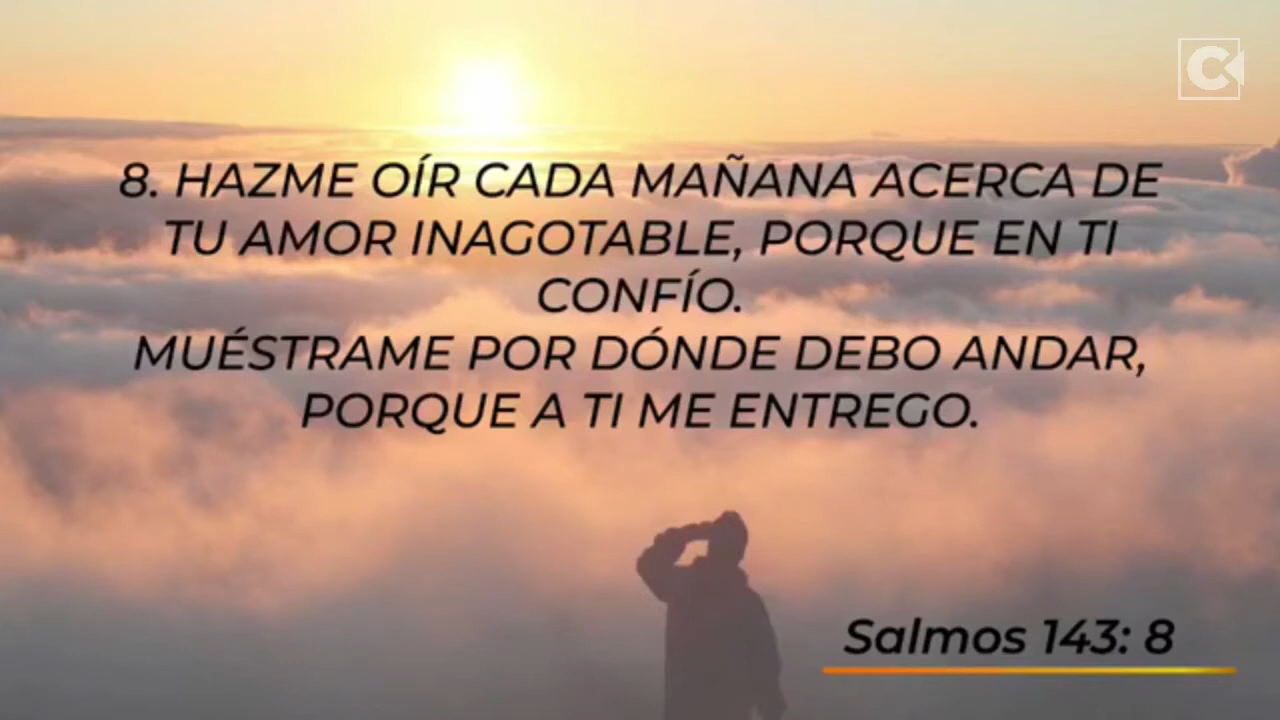 8. HAZME OÍR CADA MAÑANA ACERCA DE
TU AMOR INAGOTABLE, PORQUE EN TI
CONFÍO.
MUÉSTRAME POR DÓNDE DEBO ANDAR,
PORQUE A TI ME ENTREGO.
Salmos 143: 8